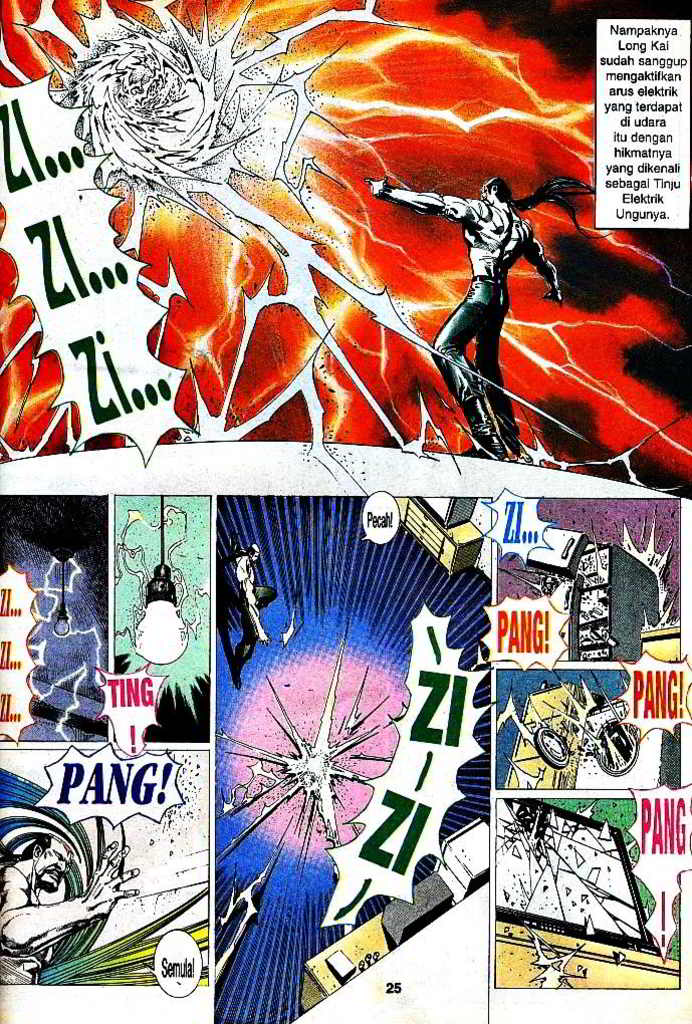 Nampaknya
Long Kai
sudah sanggup
mengaktifkan
arus elektrik
yang terdapat
di udara
itu dengan
hikmatnya
yang dikenali
sebagai Tinju
Elektrik
Ungunya.
ZI...
ZI...
Zi...
ZI...
ZI...
ZI...
TING
!
PANG!
Semula!
Pecah!
ZI
ZI
ZI...
PANG!
PANG!
PANG
!
25